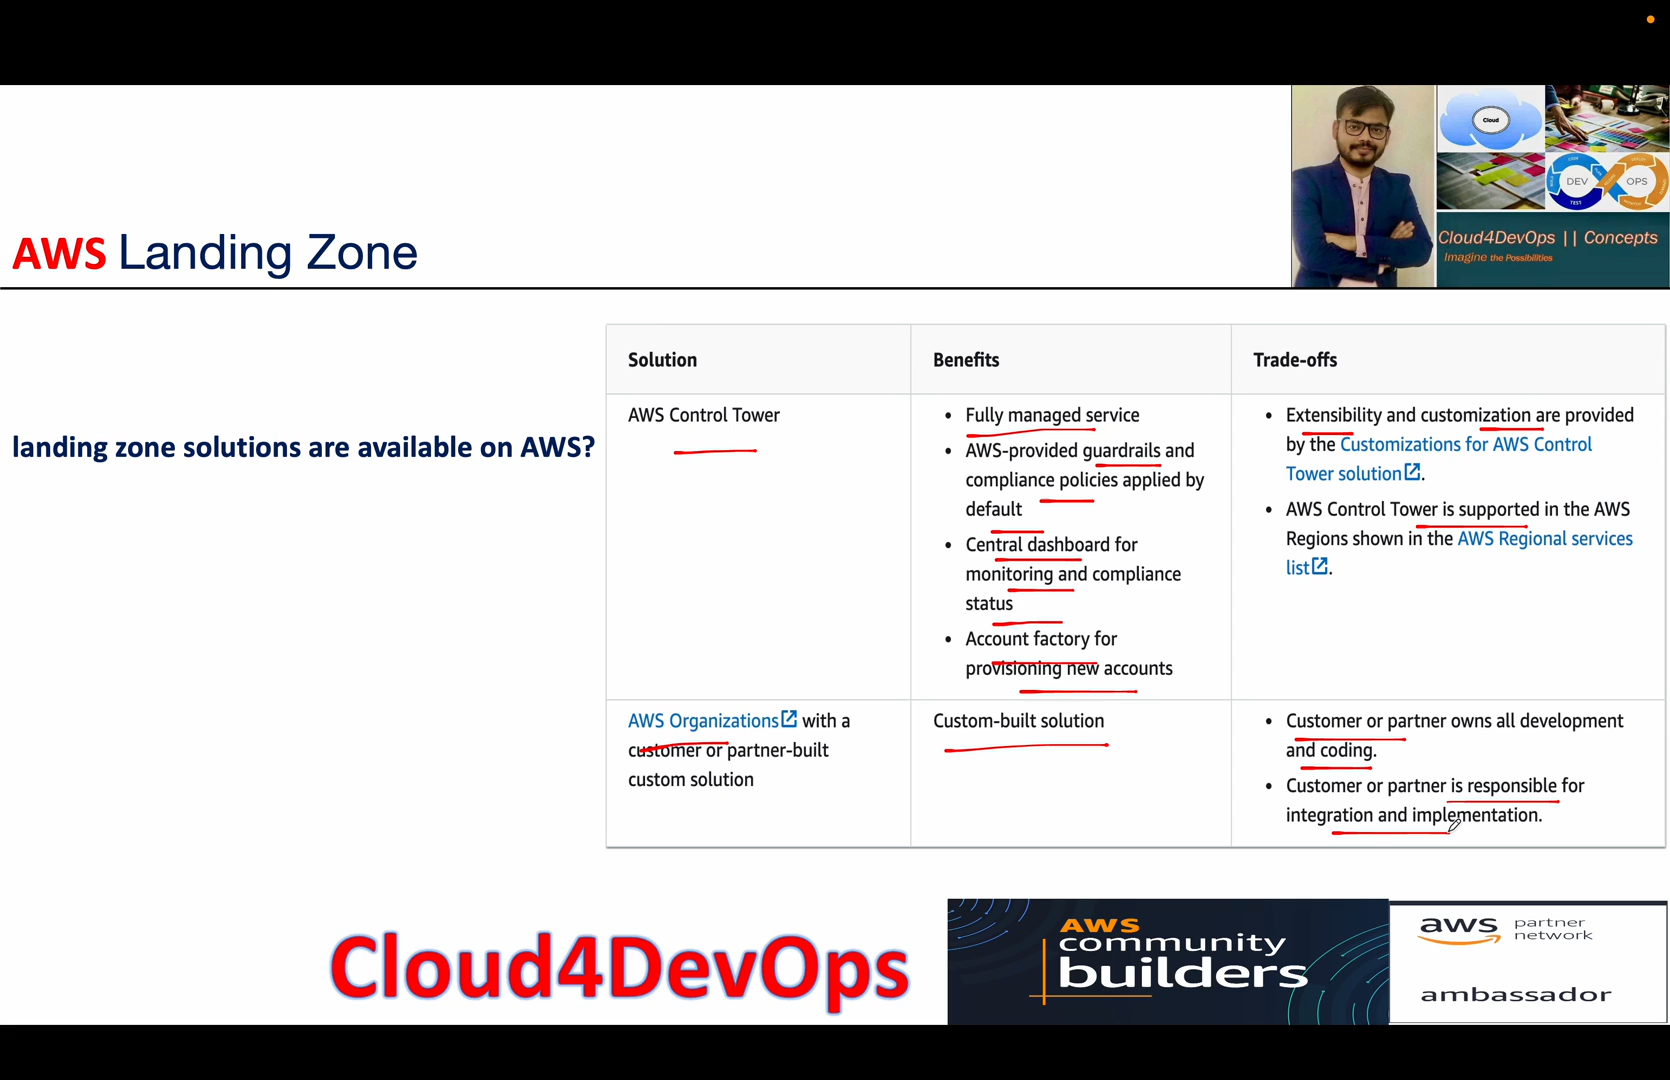 Cloud
DEV
OPS
TEST
Cloud4DevOps || Concepts
Imagine the Possibilities
AWS Landing Zone
landing zone solutions are available on AWS?
Solution
Benefits
Trade-offs
AWS Control Tower
• Fully managed service
• AWS-provided guardrails and
compliance policies applied by
default
• Central dashboard for
monitoring and compliance
status
• Account factory for
provisioning new accounts
• Extensibility and customization are provided
by the Customizations for AWS Control
Tower solution.
• AWS Control Tower is supported in the AWS
Regions shown in the AWS Regional services
list.
AWS Organizations with a
customer or partner-built
custom solution
Custom-built solution
• Customer or partner owns all development
and coding.
• Customer or partner is responsible for
integration and implementation.
Cloud4DevOps
AWS
community
builders
aws partner
network
ambassador